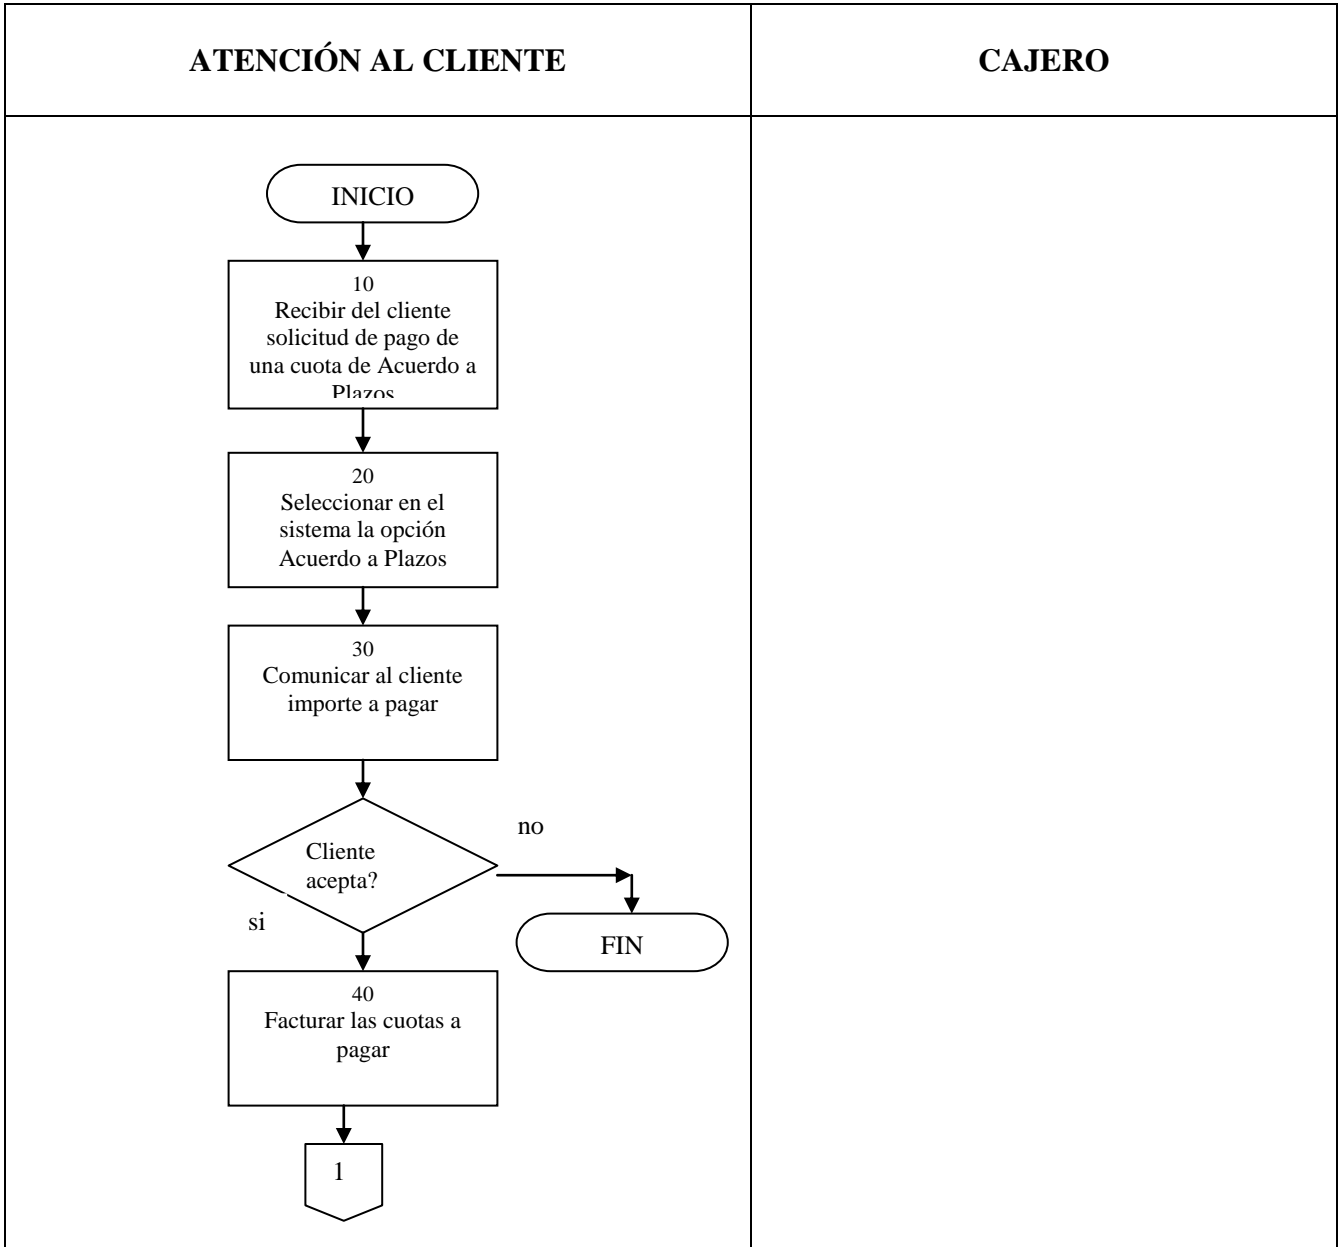 ATENCIÓN AL CLIENTE
CAJERO
INICIO
10
Recibir del cliente
solicitud de pago de
una cuota de Acuerdo a
Plazos
20
Seleccionar en el
sistema la opción
Acuerdo a Plazos
30
Comunicar al cliente
importe a pagar
no
Cliente
acepta?
si
FIN
40
Facturar las cuotas a
pagar
1